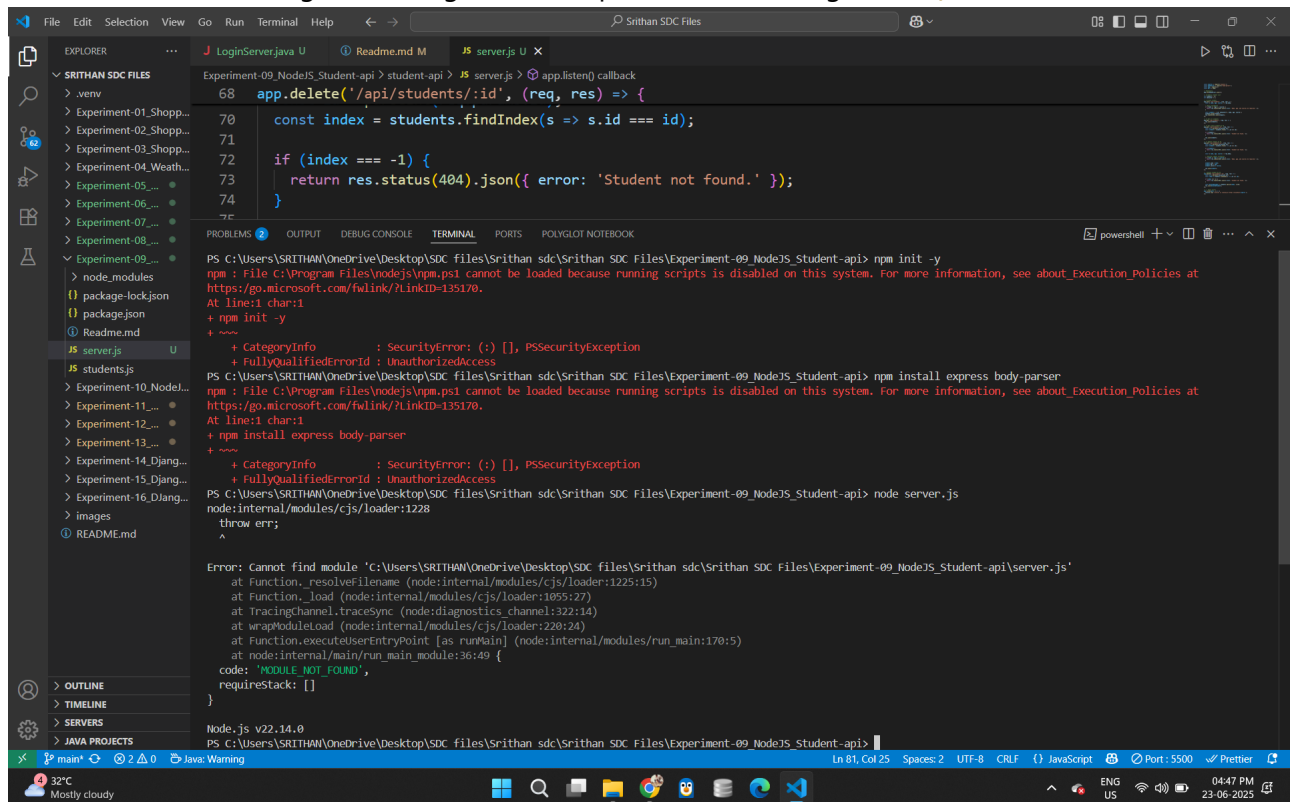 File Edit Selection View Go Run Terminal Help
Srithan SDC Files
EXPLORER
SRITHAN SDC FILES
.venv
Experiment-01_Shopp...
Experiment-02_Shopp...
Experiment-03_Shopp...
Experiment-04_Weath...
Experiment-05_...
Experiment-06_...
Experiment-07_...
Experiment-08_...
Experiment-09_...
node_modules
package-lock.json
package.json
Readme.md
server.js U
students.js
Experiment-10_NodeJ...
Experiment-11_...
Experiment-12_...
Experiment-13_...
Experiment-14_Djang...
Experiment-15_Djang...
Experiment-16_DJang...
images
README.md
OUTLINE
TIMELINE
SERVERS
JAVA PROJECTS
62
LoginServer.java U
Readme.md M
server.js U
Experiment-09_NodeJS_Student-api > student-api > JS server.js > app.listen() callback
68 app.delete('/api/students/:id', (req, res) => {
70 const index = students.findIndex(s => s.id === id);
71
72 if (index === -1) {
73 return res.status(404).json({ error: 'Student not found.' });
74 }
75
PROBLEMS 2 OUTPUT DEBUG CONSOLE TERMINAL PORTS POLYGLOT NOTEBOOK
powershell
PS C:\Users\SRITHAN\OneDrive\Desktop\SDC files\Srithan sdc\Srithan SDC Files\Experiment-09_NodeJS_Student-api> npm init -y
npm : File C:\Program Files\nodejs\npm.ps1 cannot be loaded because running scripts is disabled on this system. For more information, see about_Execution_Policies at
https:/go.microsoft.com/fwlink/?LinkID=135170.
At line:1 char:1
+ npm init -y
+ ~~~
+ CategoryInfo : SecurityError: (:) [], PSSecurityException
+ FullyQualifiedErrorId : UnauthorizedAccess
PS C:\Users\SRITHAN\OneDrive\Desktop\SDC files\Srithan sdc\Srithan SDC Files\Experiment-09_NodeJS_Student-api> npm install express body-parser
npm : File C:\Program Files\nodejs\npm.ps1 cannot be loaded because running scripts is disabled on this system. For more information, see about_Execution_Policies at
https:/go.microsoft.com/fwlink/?LinkID=135170.
At line:1 char:1
+ npm install express body-parser
+ ~~~
+ CategoryInfo : SecurityError: (:) [], PSSecurityException
+ FullyQualifiedErrorId : UnauthorizedAccess
PS C:\Users\SRITHAN\OneDrive\Desktop\SDC files\Srithan sdc\Srithan SDC Files\Experiment-09_NodeJS_Student-api> node server.js
node:internal/modules/cjs/loader:1228
throw err;
^
Error: Cannot find module 'C:\Users\SRITHAN\OneDrive\Desktop\SDC files\Srithan sdc\Srithan SDC Files\Experiment-09_NodeJS_Student-api\server.js'
at Function._resolveFilename (node:internal/modules/cjs/loader:1225:15)
at Function._load (node:internal/modules/cjs/loader:1055:27)
at TracingChannel.traceSync (node:diagnostics_channel:322:14)
at wrapModuleLoad (node:internal/modules/cjs/loader:220:24)
at Function.executeUserEntryPoint [as runMain] (node:internal/modules/run_main:170:5)
at node:internal/main/run_main_module:36:49 {
code: 'MODULE_NOT_FOUND',
requireStack: []
}
Node.js v22.14.0
PS C:\Users\SRITHAN\OneDrive\Desktop\SDC files\Srithan sdc\Srithan SDC Files\Experiment-09_NodeJS_Student-api>
main* 2 0 Java: Warning
Ln 81, Col 25 Spaces: 2 UTF-8 CRLF {} JavaScript Port : 5500 Prettier
4 32°C
Mostly cloudy
ENG
US
04:47 PM
23-06-2025